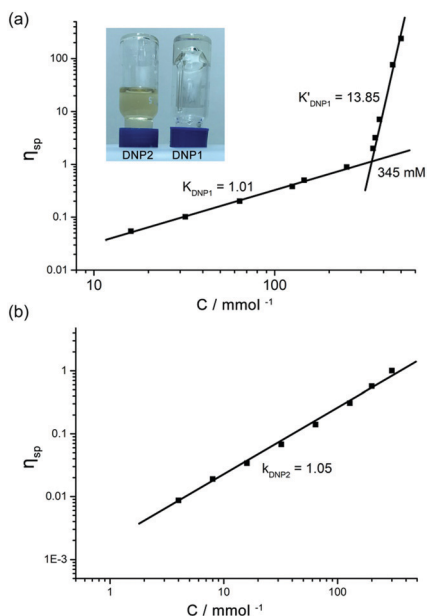 (a)
100
10
1
0.1
0.01
ηsp
DNP2 DNP1
K'DNP1 = 13.85
KDNP1 = 1.01
345 mM
10 100
C / mmol -1
(b)
1
0.1
0.01
1E-3
ηsp
kDNP2 = 1.05
1 10 100
C / mmol -1